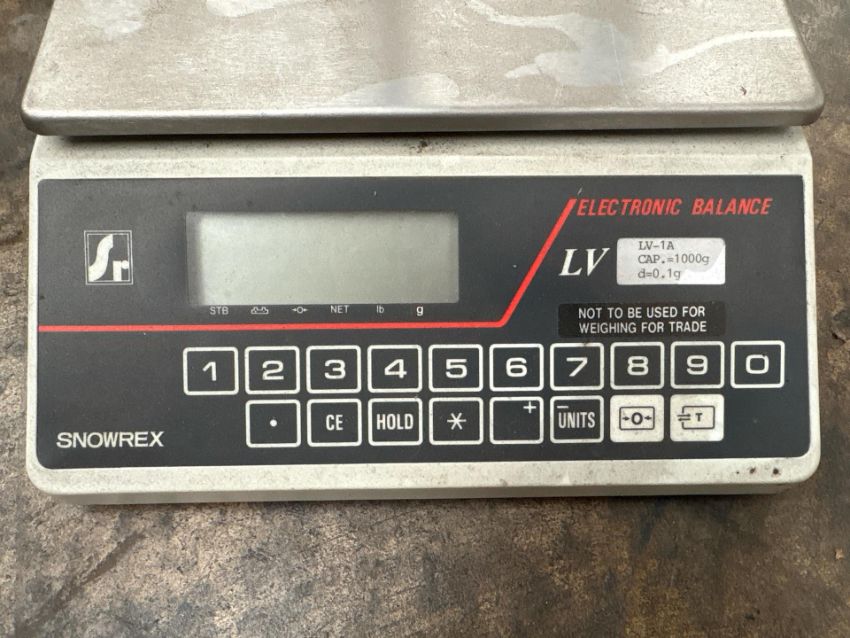 ELECTRONIC BALANCE
Sr
LV
LV-1A
CAP.=1000g
d=0.1g
STB NET lb g
NOT TO BE USED FOR
WEIGHING FOR TRADE
1 2 3 4 5 6 7 8 9 0
. CE HOLD * + − UNITS →0← T
SNOWREX